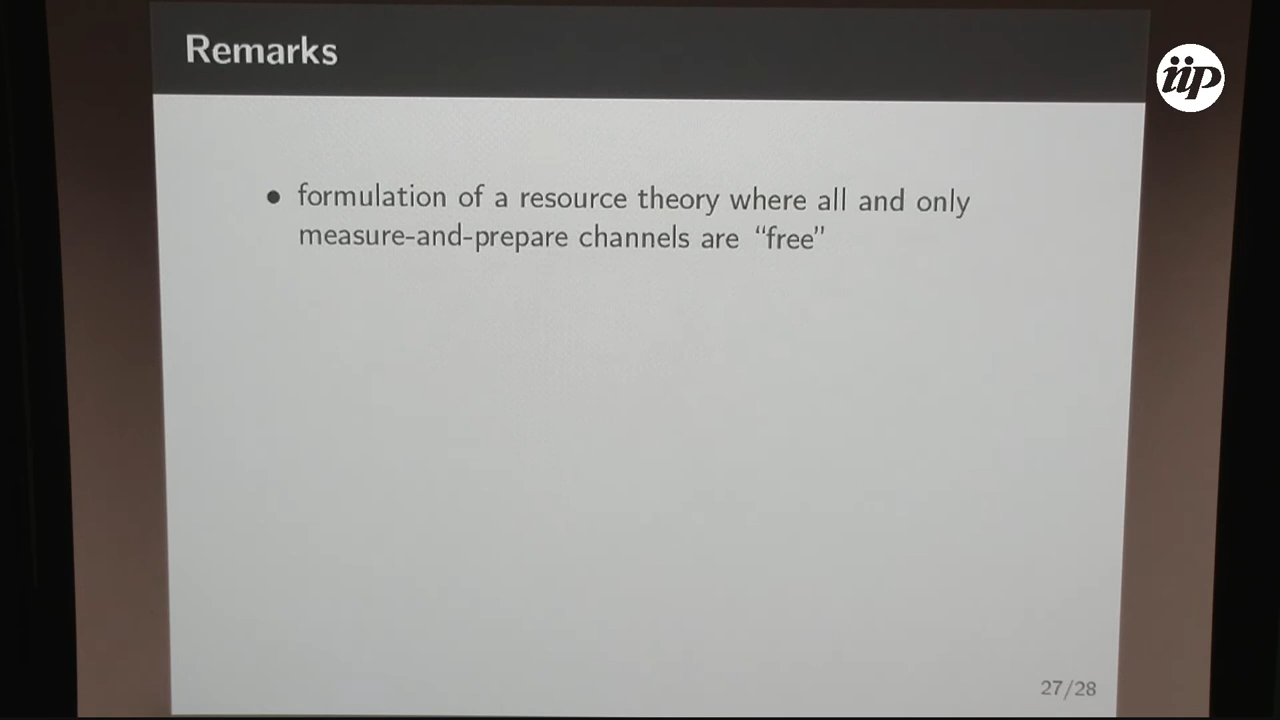 Remarks
iip
• formulation of a resource theory where all and only
measure-and-prepare channels are “free”
27/28